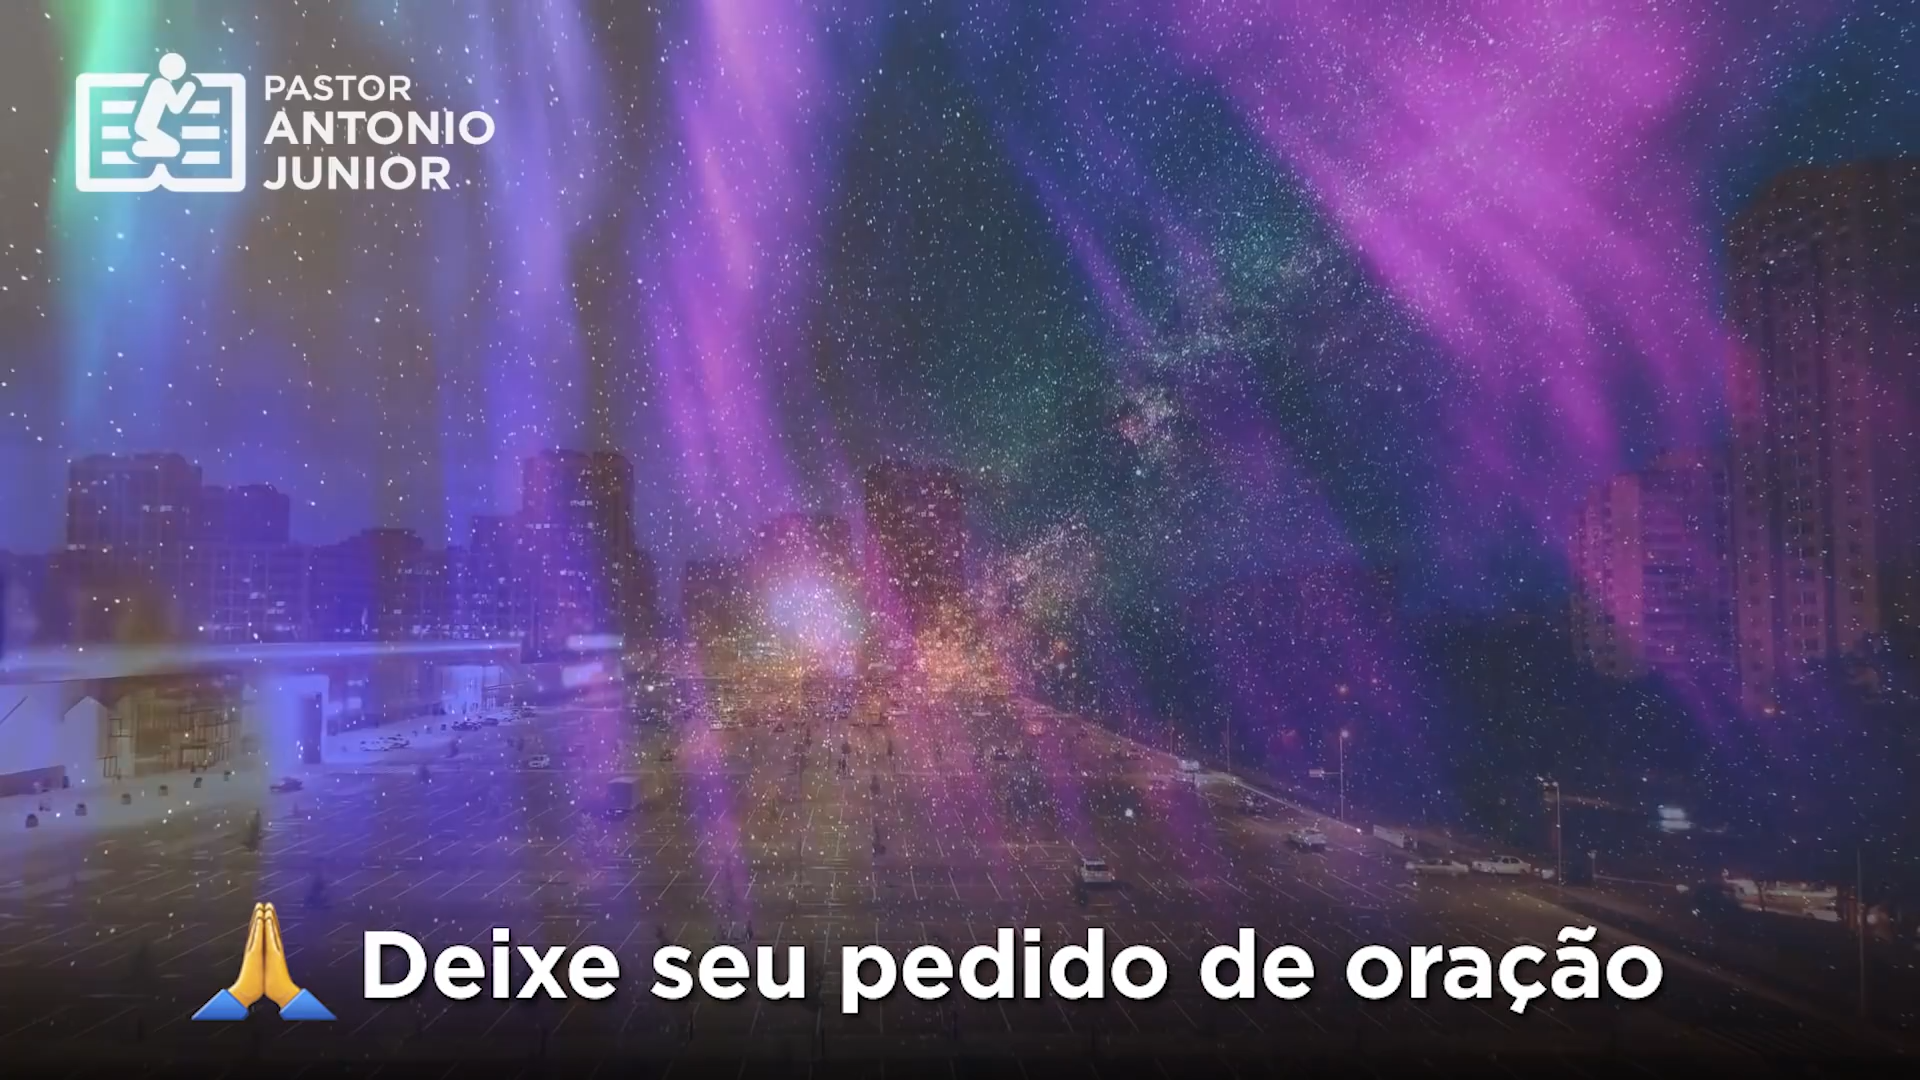 PASTOR
ANTONIO
JUNIOR
🙏 Deixe seu pedido de oração